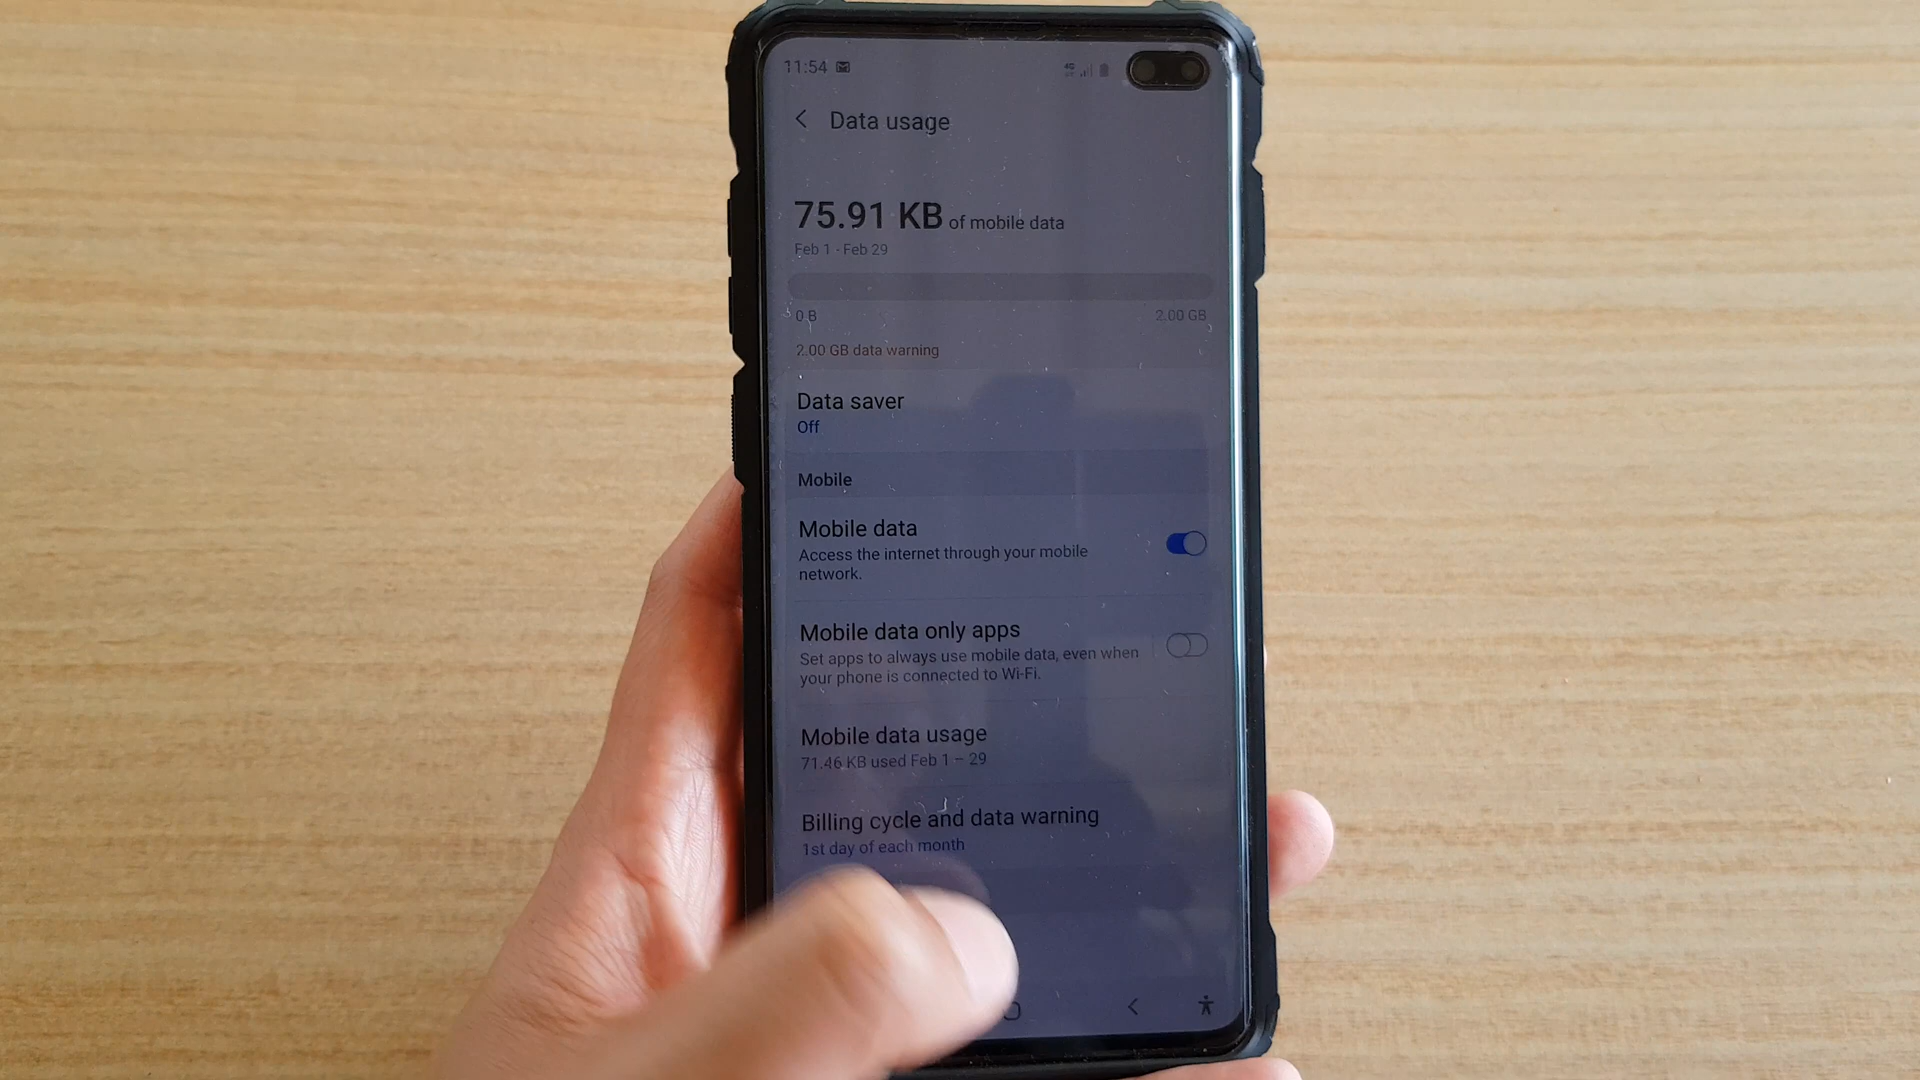 11:54
Data usage
75.91 KB of mobile data
Feb 1 - Feb 29
0 B 2.00 GB
2.00 GB data warning
Data saver
Off
Mobile
Mobile data
Access the internet through your mobile
network.
Mobile data only apps
Set apps to always use mobile data, even when
your phone is connected to Wi-Fi.
Mobile data usage
71.46 KB used Feb 1 – 29
Billing cycle and data warning
1st day of each month